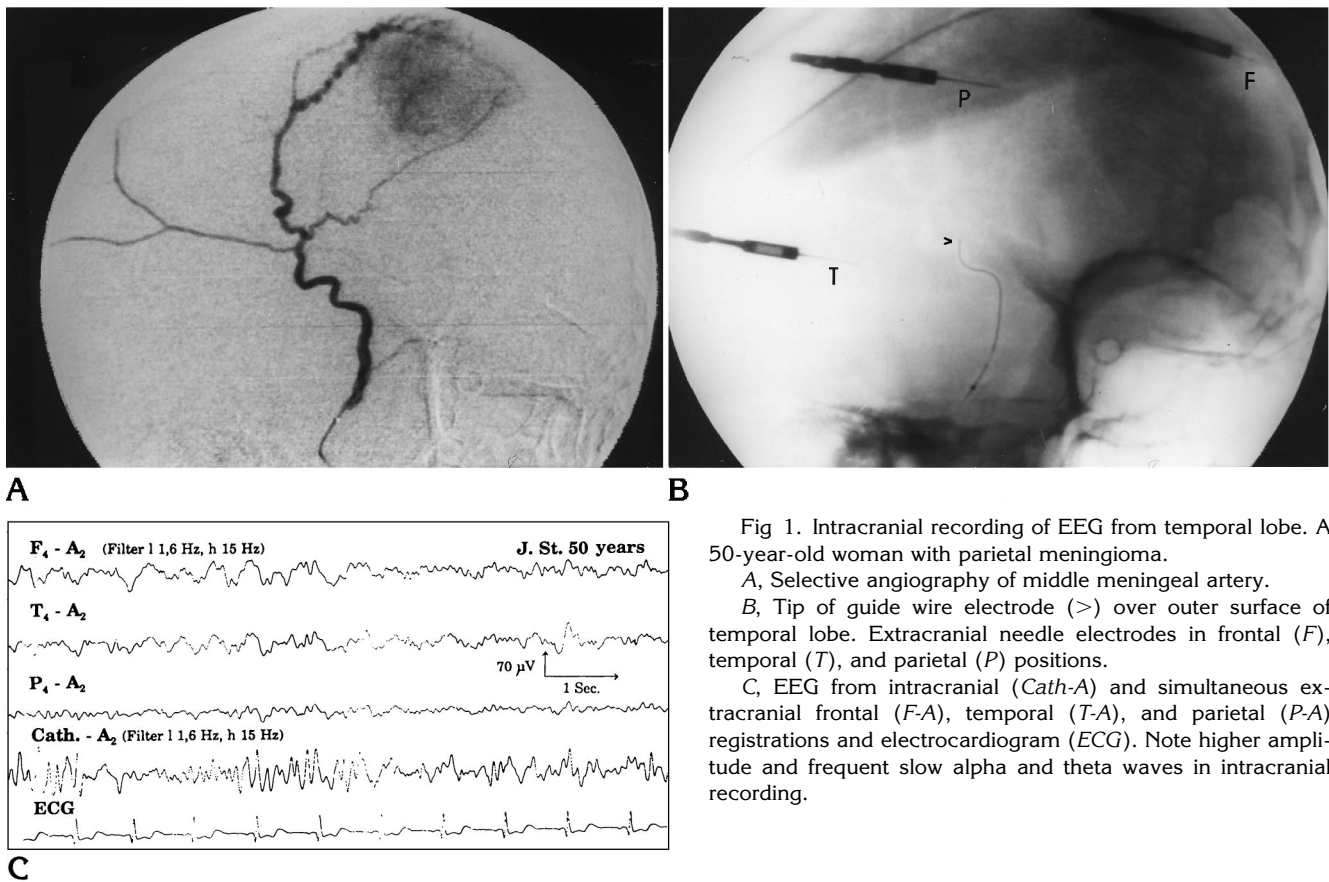 P
F
T
>
A
B
F4 - A2 (Filter l 1,6 Hz, h 15 Hz)
J. St. 50 years
T4 - A2
70 µV
1 Sec.
P4 - A2
Cath. - A2 (Filter l 1,6 Hz, h 15 Hz)
ECG
C
Fig 1. Intracranial recording of EEG from temporal lobe. A
50-year-old woman with parietal meningioma.
A, Selective angiography of middle meningeal artery.
B, Tip of guide wire electrode (>) over outer surface of
temporal lobe. Extracranial needle electrodes in frontal (F),
temporal (T), and parietal (P) positions.
C, EEG from intracranial (Cath-A) and simultaneous ex-
tracranial frontal (F-A), temporal (T-A), and parietal (P-A)
registrations and electrocardiogram (ECG). Note higher ampli-
tude and frequent slow alpha and theta waves in intracranial
recording.